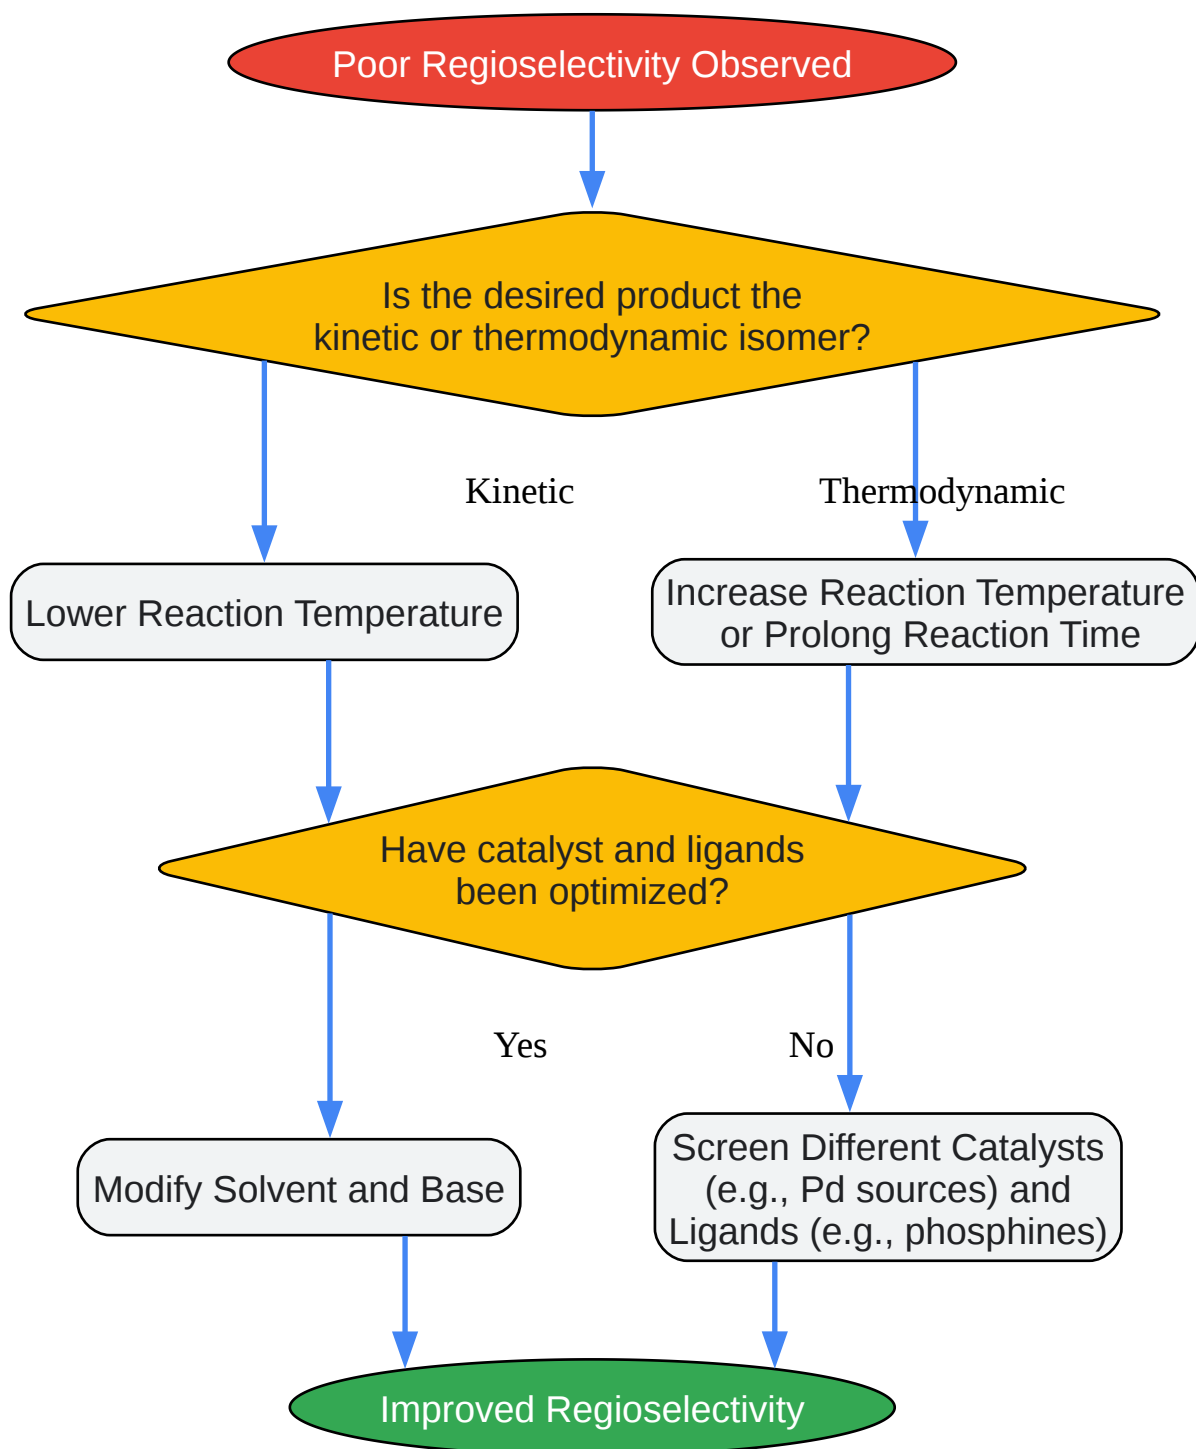 Poor Regioselectivity Observed
Is the desired product the
kinetic or thermodynamic isomer?
Kinetic
Thermodynamic
Lower Reaction Temperature
Increase Reaction Temperature
or Prolong Reaction Time
Have catalyst and ligands
been optimized?
Yes
No
Modify Solvent and Base
Screen Different Catalysts
(e.g., Pd sources) and
Ligands (e.g., phosphines)
Improved Regioselectivity